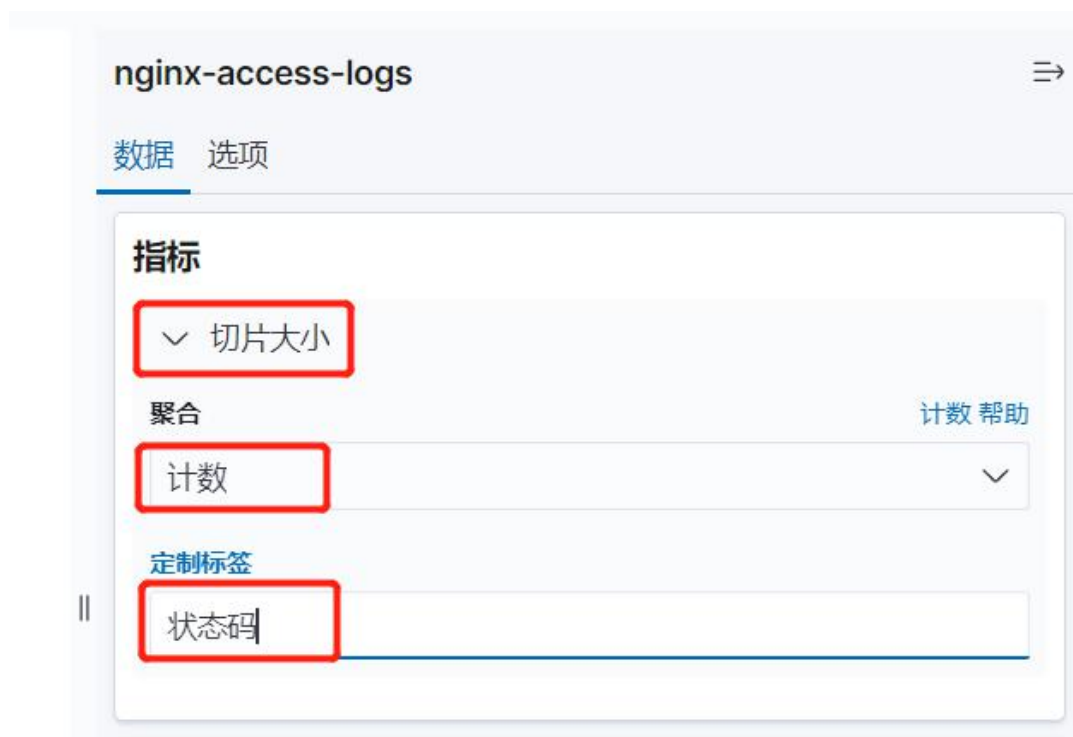 nginx-access-logs
数据 选项
指标
切片大小
聚合 计数 帮助
计数
定制标签
状态码